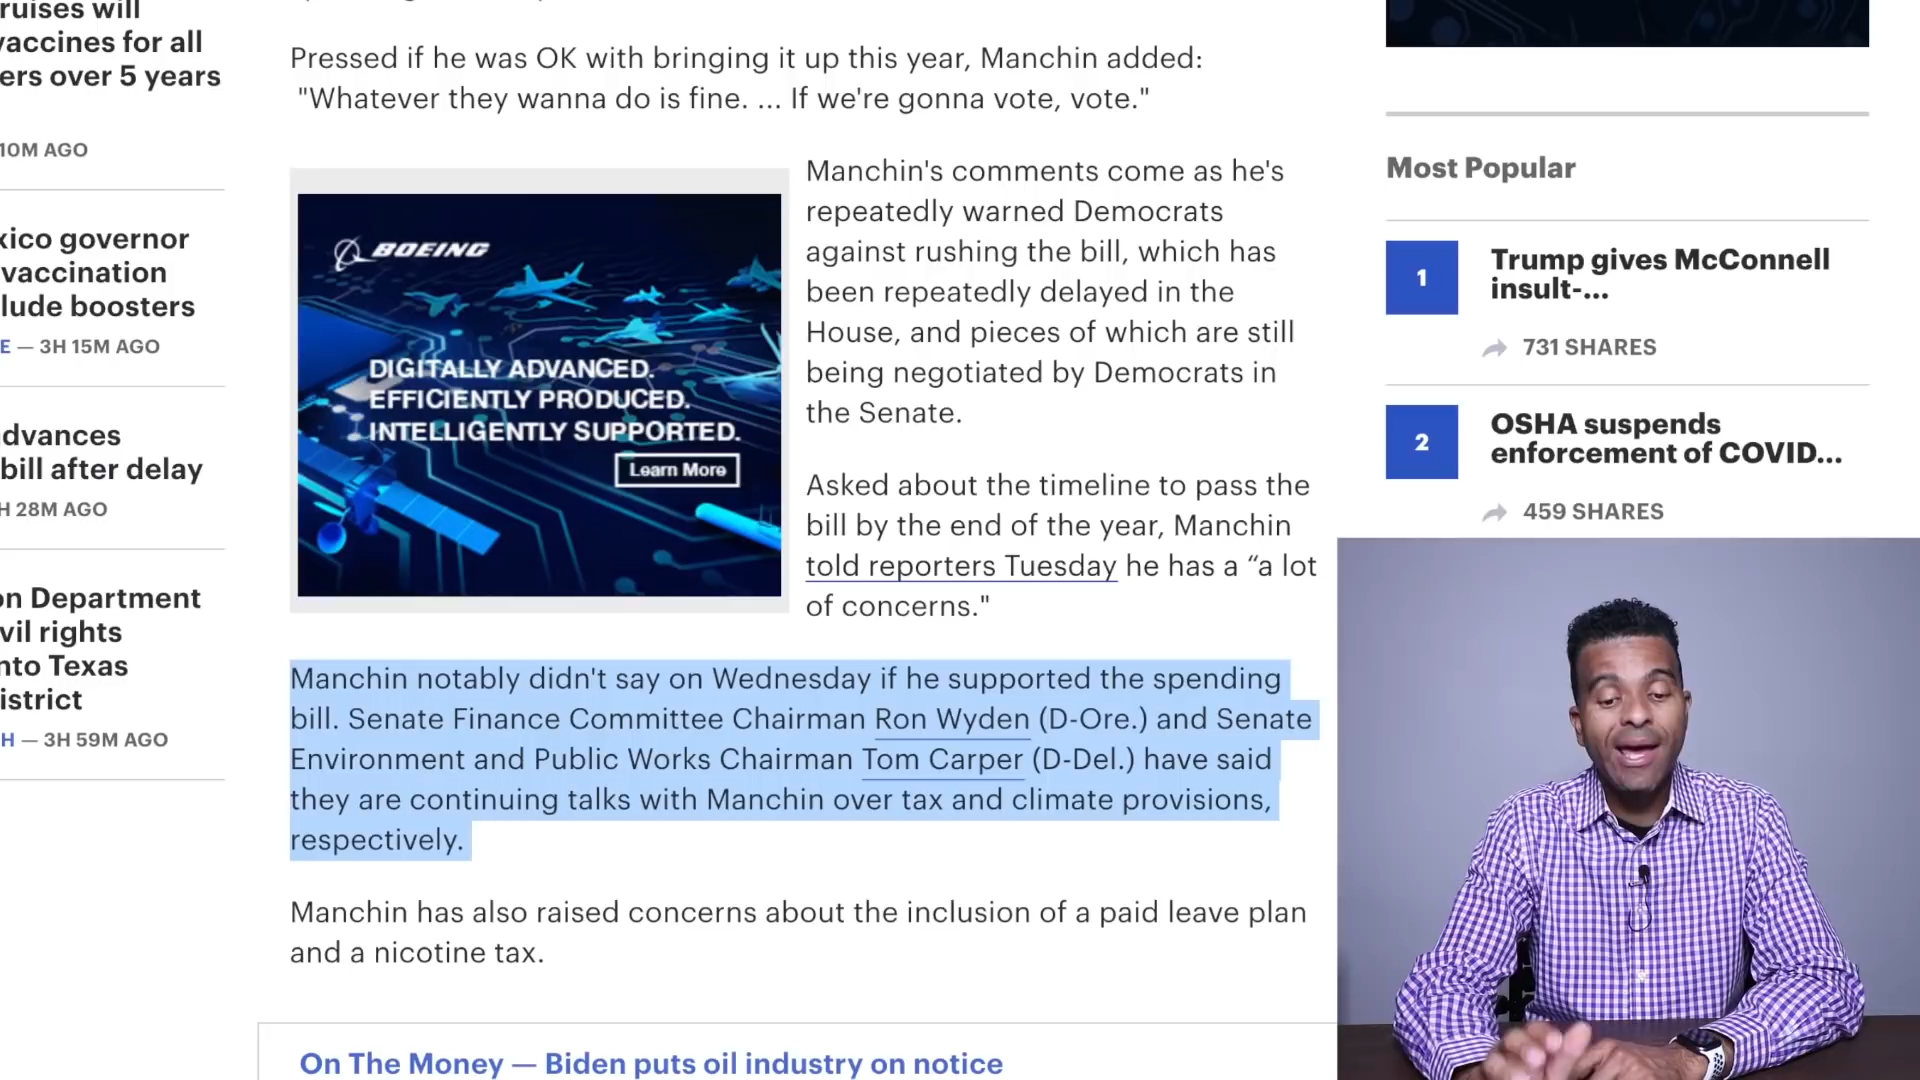 ruises will
vaccines for all
ers over 5 years
10M AGO
xico governor
vaccination
lude boosters
E — 3H 15M AGO
dvances
bill after delay
H 28M AGO
on Department
vil rights
nto Texas
istrict
H — 3H 59M AGO
Pressed if he was OK with bringing it up this year, Manchin added:
"Whatever they wanna do is fine. ... If we're gonna vote, vote."
BOEING
DIGITALLY ADVANCED.
EFFICIENTLY PRODUCED.
INTELLIGENTLY SUPPORTED.
Learn More
Manchin's comments come as he's
repeatedly warned Democrats
against rushing the bill, which has
been repeatedly delayed in the
House, and pieces of which are still
being negotiated by Democrats in
the Senate.
Asked about the timeline to pass the
bill by the end of the year, Manchin
told reporters Tuesday he has a “a lot
of concerns."
Manchin notably didn't say on Wednesday if he supported the spending
bill. Senate Finance Committee Chairman Ron Wyden (D-Ore.) and Senate
Environment and Public Works Chairman Tom Carper (D-Del.) have said
they are continuing talks with Manchin over tax and climate provisions,
respectively.
Manchin has also raised concerns about the inclusion of a paid leave plan
and a nicotine tax.
On The Money — Biden puts oil industry on notice
Most Popular
1
Trump gives McConnell
insult-...
731 SHARES
2
OSHA suspends
enforcement of COVID...
459 SHARES